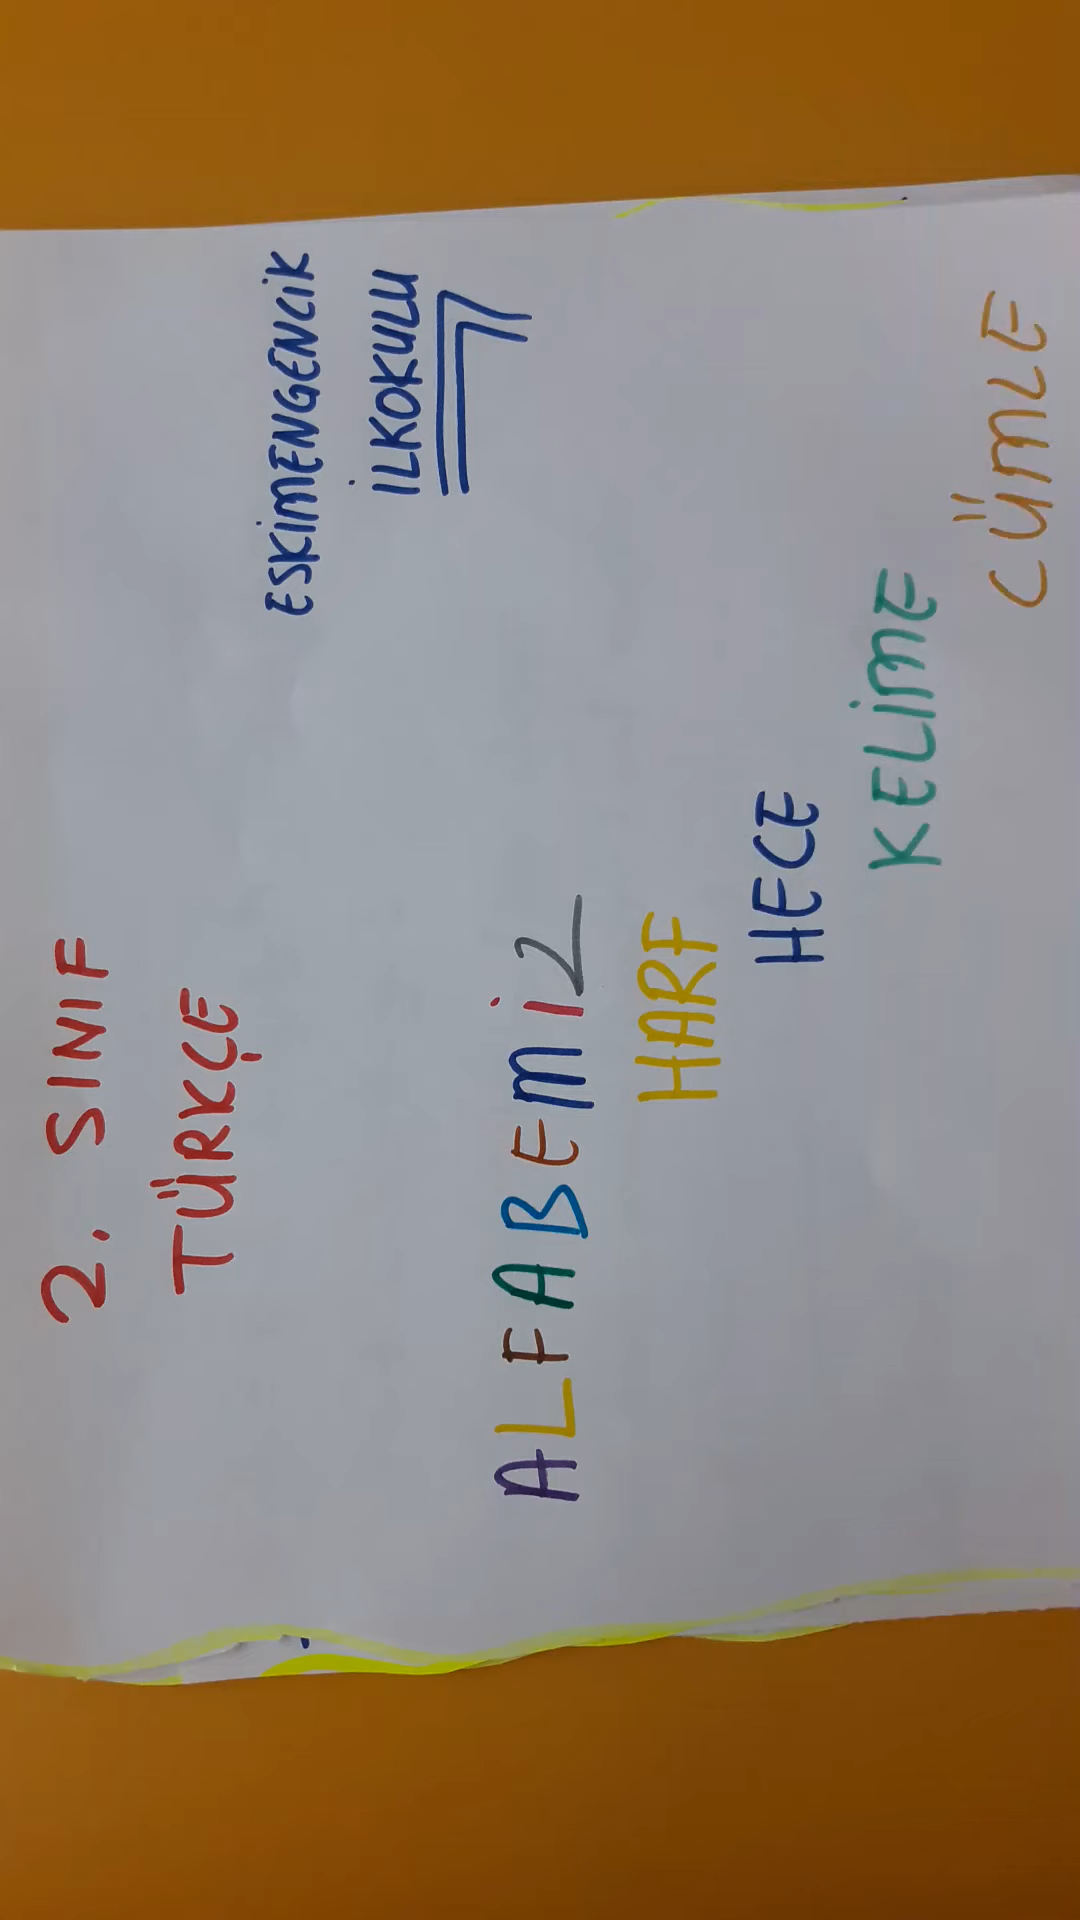 2. SINIF
TÜRKÇE
ESKİMENGENCİK
İLKOKULU
ALFABEMİZ
HARF
HECE
KELİME
CÜMLE